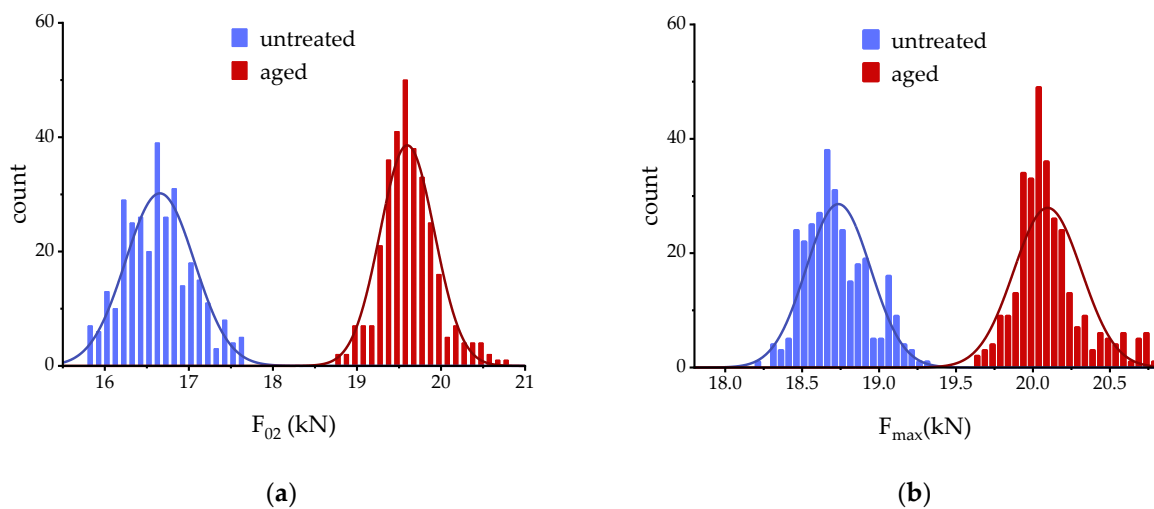 60
40
20
0
count
untreated
aged
16
17
18
19
20
21
F₀₂ (kN)
(a)
60
40
20
0
count
untreated
aged
18.0
18.5
19.0
19.5
20.0
20.5
Fₘₐₓ(kN)
(b)